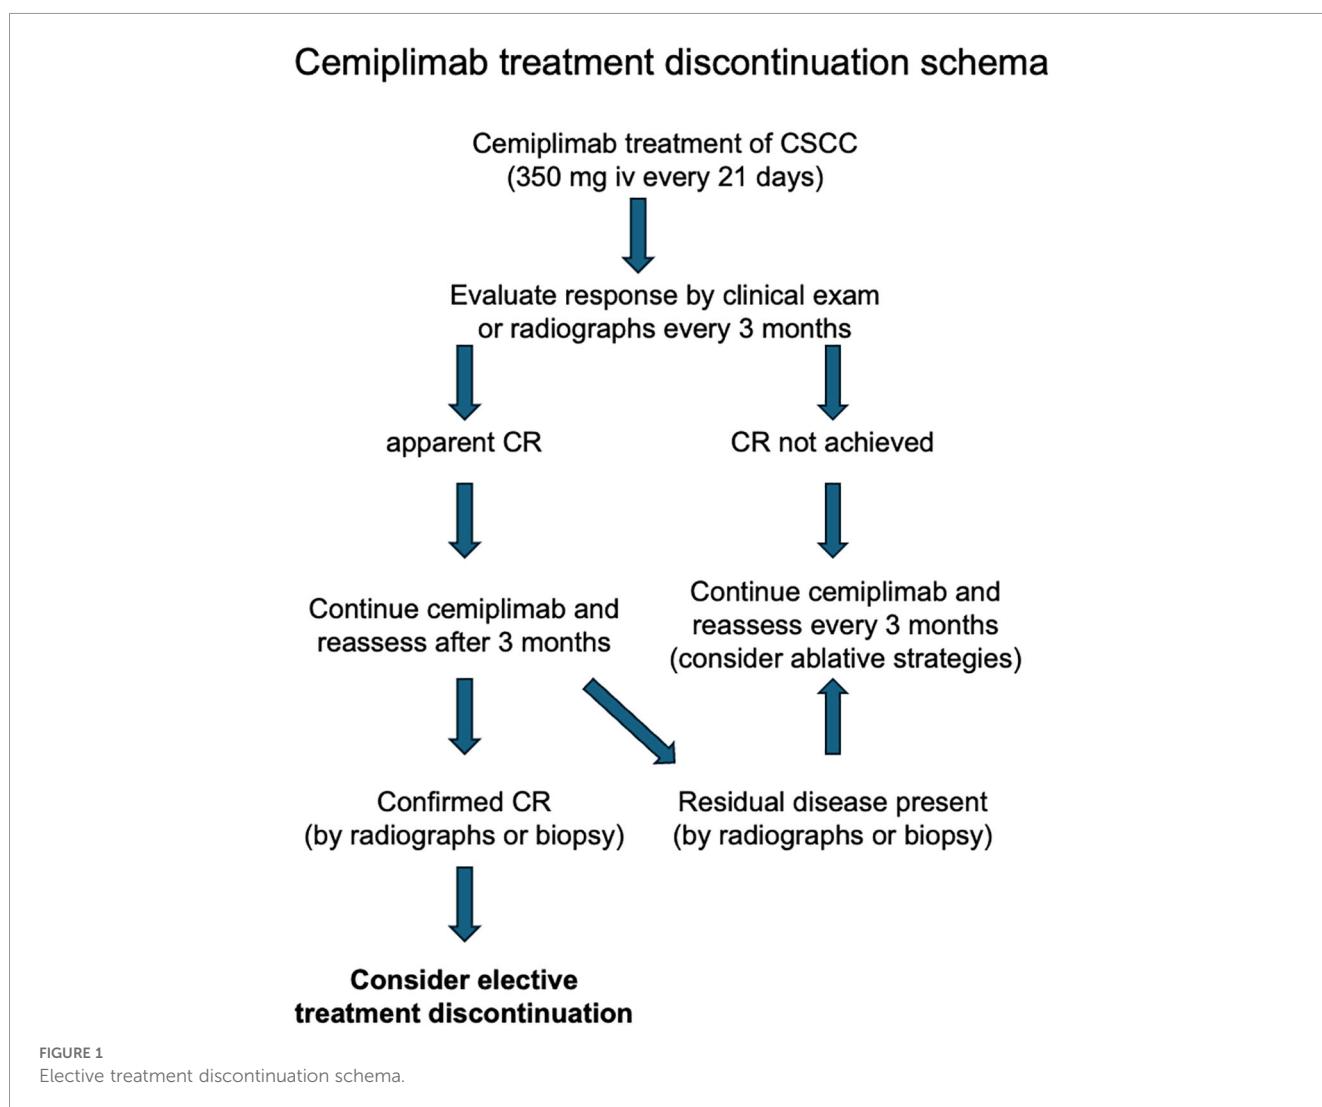 Cemiplimab treatment discontinuation schema
Cemiplimab treatment of CSCC
(350 mg iv every 21 days)
Evaluate response by clinical exam
or radiographs every 3 months
apparent CR
CR not achieved
Continue cemiplimab and
reassess after 3 months
Continue cemiplimab and
reassess every 3 months
(consider ablative strategies)
Confirmed CR
(by radiographs or biopsy)
Residual disease present
(by radiographs or biopsy)
Consider elective
treatment discontinuation
FIGURE 1
Elective treatment discontinuation schema.